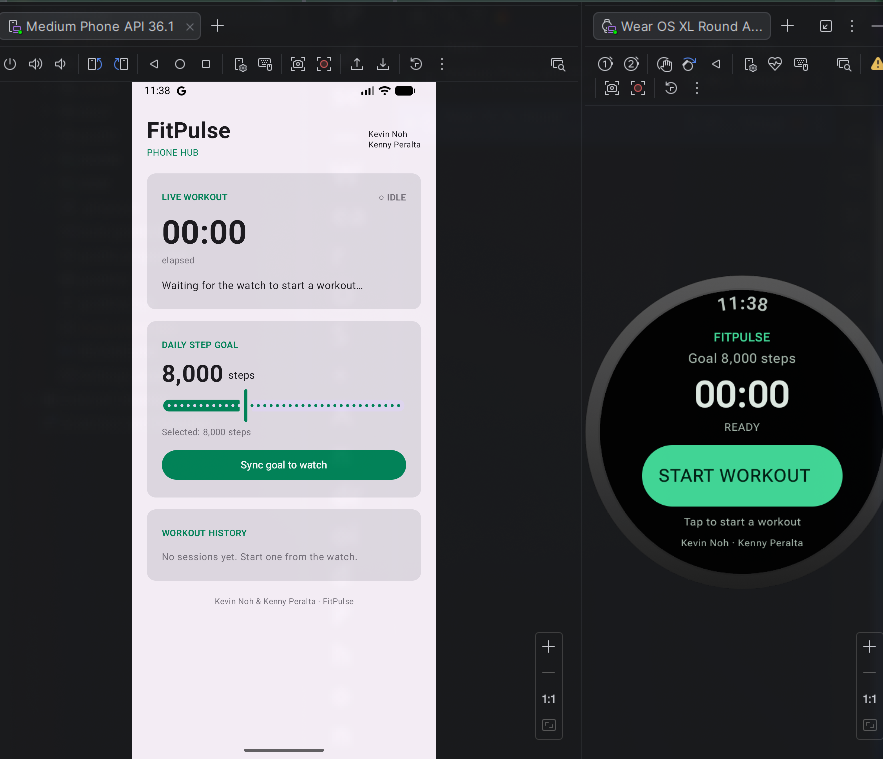 Medium Phone API 36.1
Wear OS XL Round A...
11:38 G
FitPulse
PHONE HUB
Kevin Noh
Kenny Peralta
LIVE WORKOUT
○ IDLE
00:00
elapsed
Waiting for the watch to start a workout…
DAILY STEP GOAL
8,000 steps
Selected: 8,000 steps
Sync goal to watch
WORKOUT HISTORY
No sessions yet. Start one from the watch.
Kevin Noh & Kenny Peralta · FitPulse
1:1
1 2
11:38
FITPULSE
Goal 8,000 steps
00:00
READY
START WORKOUT
Tap to start a workout
Kevin Noh · Kenny Peralta
1:1